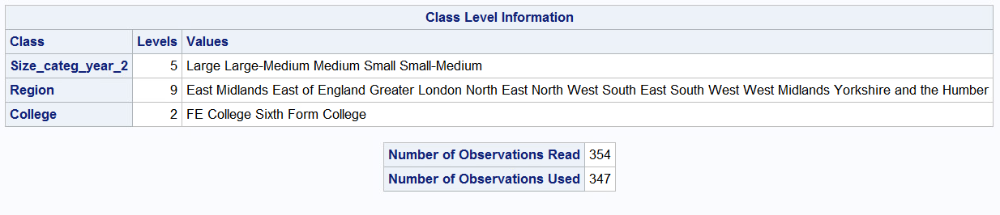 Class Level Information
Class Levels Values
Size_categ_year_2 5 Large Large-Medium Medium Small Small-Medium
Region 9 East Midlands East of England Greater London North East North West South East South West West Midlands Yorkshire and the Humber
College 2 FE College Sixth Form College
Number of Observations Read 354
Number of Observations Used 347